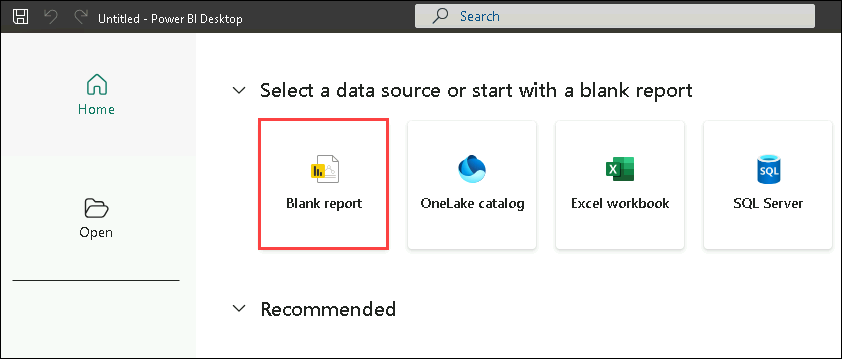 Untitled - Power BI Desktop
Search
Home
Open
Select a data source or start with a blank report
Blank report
OneLake catalog
Excel workbook
SQL
SQL Server
Recommended